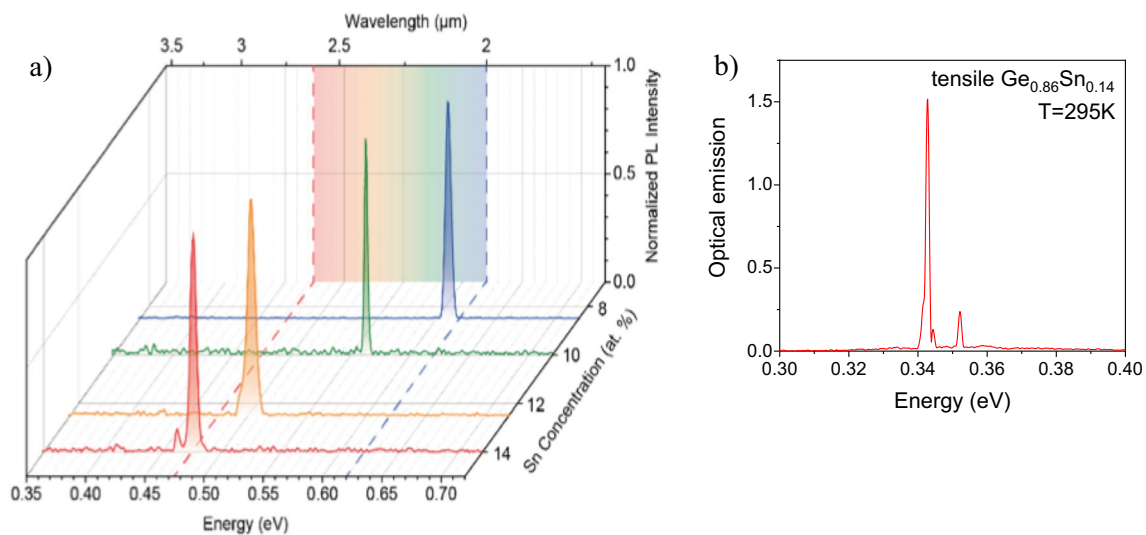 a)
Wavelength (µm)
3.5 3 2.5 2
1.0
0.5
0.0
Normalized PL Intensity
8
10
12
14
Sn Concentration (at. %)
0.35 0.40 0.45 0.50 0.55 0.60 0.65 0.70
Energy (eV)
b)
tensile Ge₀.₈₆Sn₀.₁₄
T=295K
1.5
1.0
0.5
0.0
Optical emission
0.30 0.32 0.34 0.36 0.38 0.40
Energy (eV)